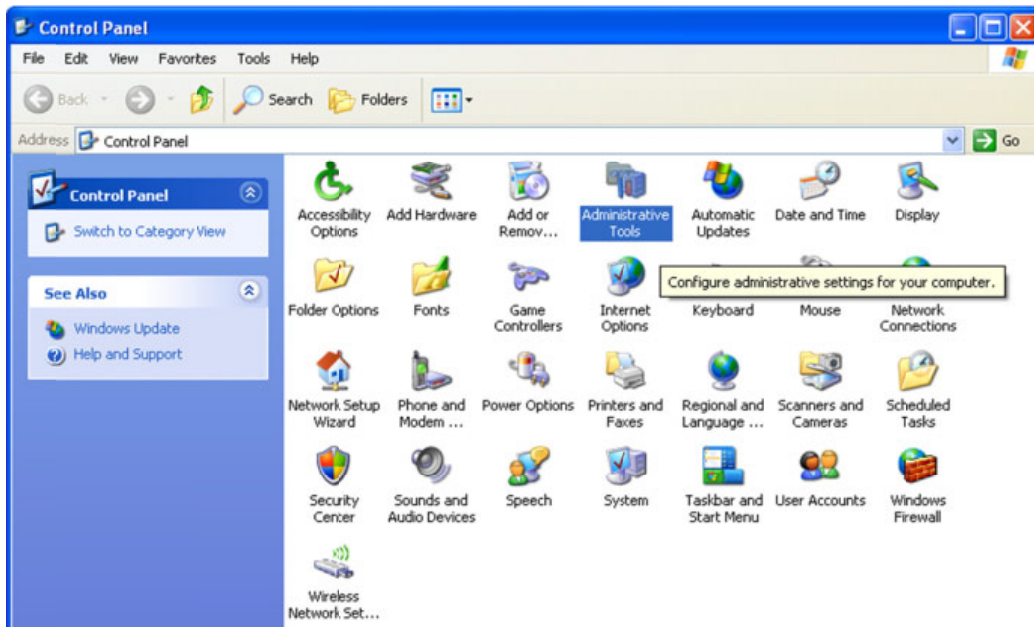 Control Panel
File Edit View Favorites Tools Help
Back Search Folders
Address Control Panel Go
Control Panel
Switch to Category View
See Also
Windows Update
Help and Support
Accessibility Options
Add Hardware
Add or Remov...
Administrative Tools
Automatic Updates
Date and Time
Display
Configure administrative settings for your computer.
Folder Options
Fonts
Game Controllers
Internet Options
Keyboard
Mouse
Network Connections
Network Setup Wizard
Phone and Modem ...
Power Options
Printers and Faxes
Regional and Language ...
Scanners and Cameras
Scheduled Tasks
Security Center
Sounds and Audio Devices
Speech
System
Taskbar and Start Menu
User Accounts
Windows Firewall
Wireless Network Set...